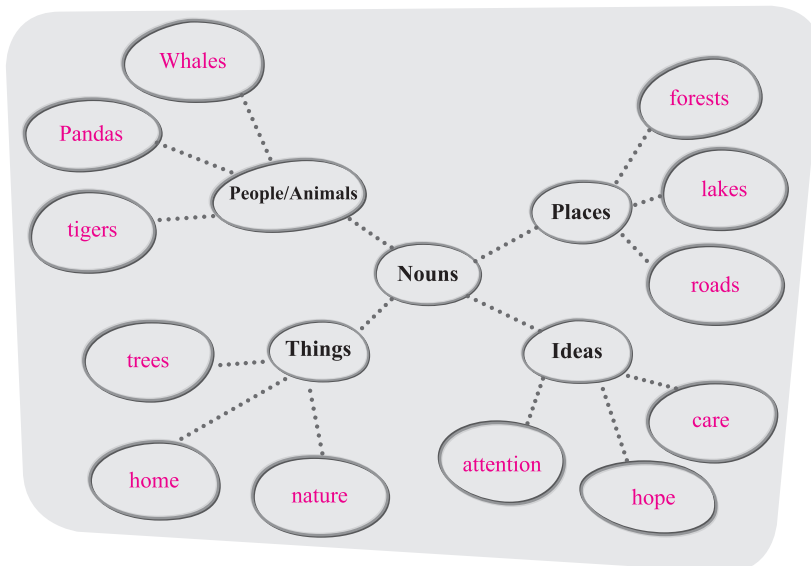 Whales
Pandas
tigers
People/Animals
forests
lakes
roads
Places
Nouns
Things
trees
home
nature
Ideas
attention
hope
care